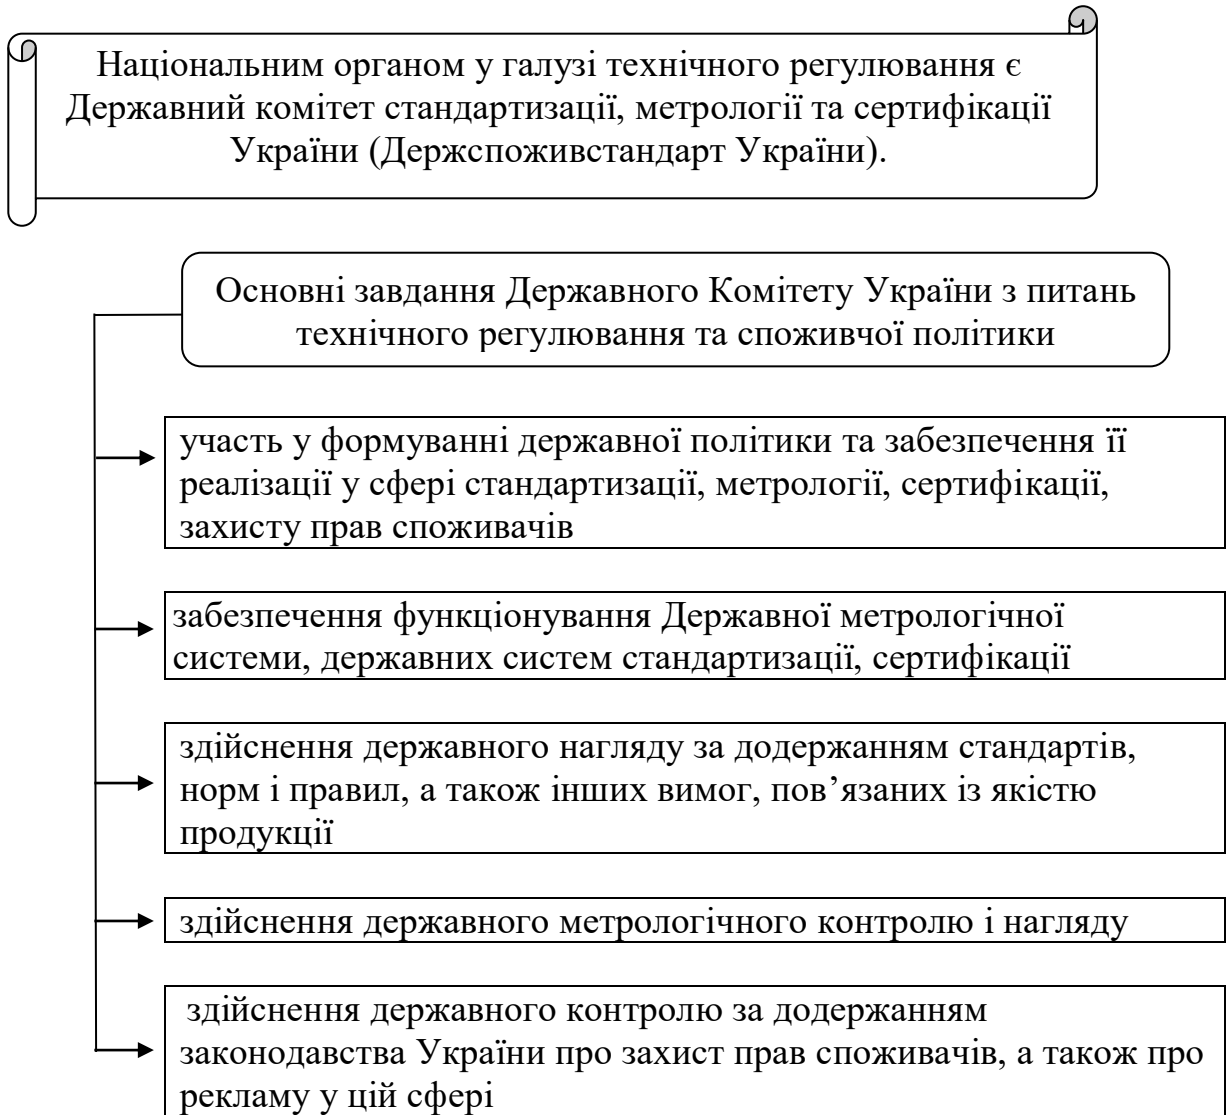 Національним органом у галузі технічного регулювання є
Державний комітет стандартизації, метрології та сертифікації
України (Держспоживстандарт України).
Основні завдання Державного Комітету України з питань
технічного регулювання та споживчої політики
участь у формуванні державної політики та забезпечення її
реалізації у сфері стандартизації, метрології, сертифікації,
захисту прав споживачів
забезпечення функціонування Державної метрологічної
системи, державних систем стандартизації, сертифікації
здійснення державного нагляду за додержанням стандартів,
норм і правил, а також інших вимог, пов’язаних із якістю
продукції
здійснення державного метрологічного контролю і нагляду
здійснення державного контролю за додержанням
законодавства України про захист прав споживачів, а також про
рекламу у цій сфері